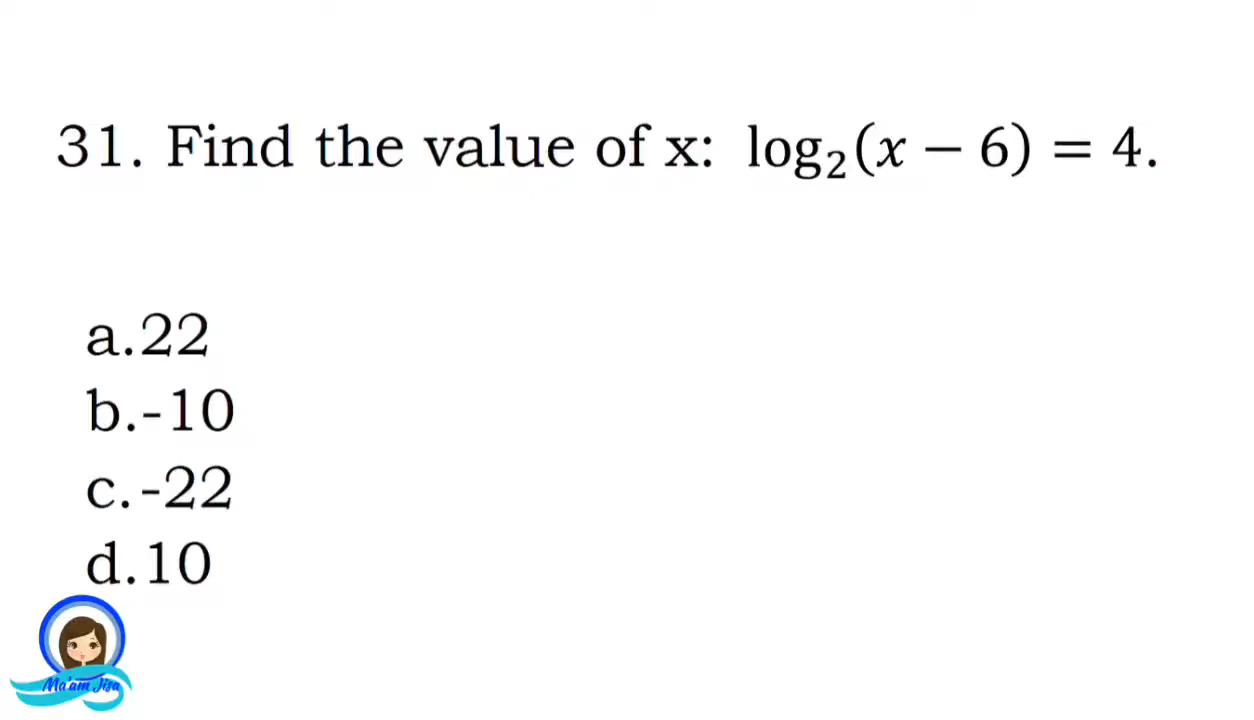 31. Find the value of x: log₂(x − 6) = 4.
a.22
b.-10
c.-22
d.10
Ma'am Jisa